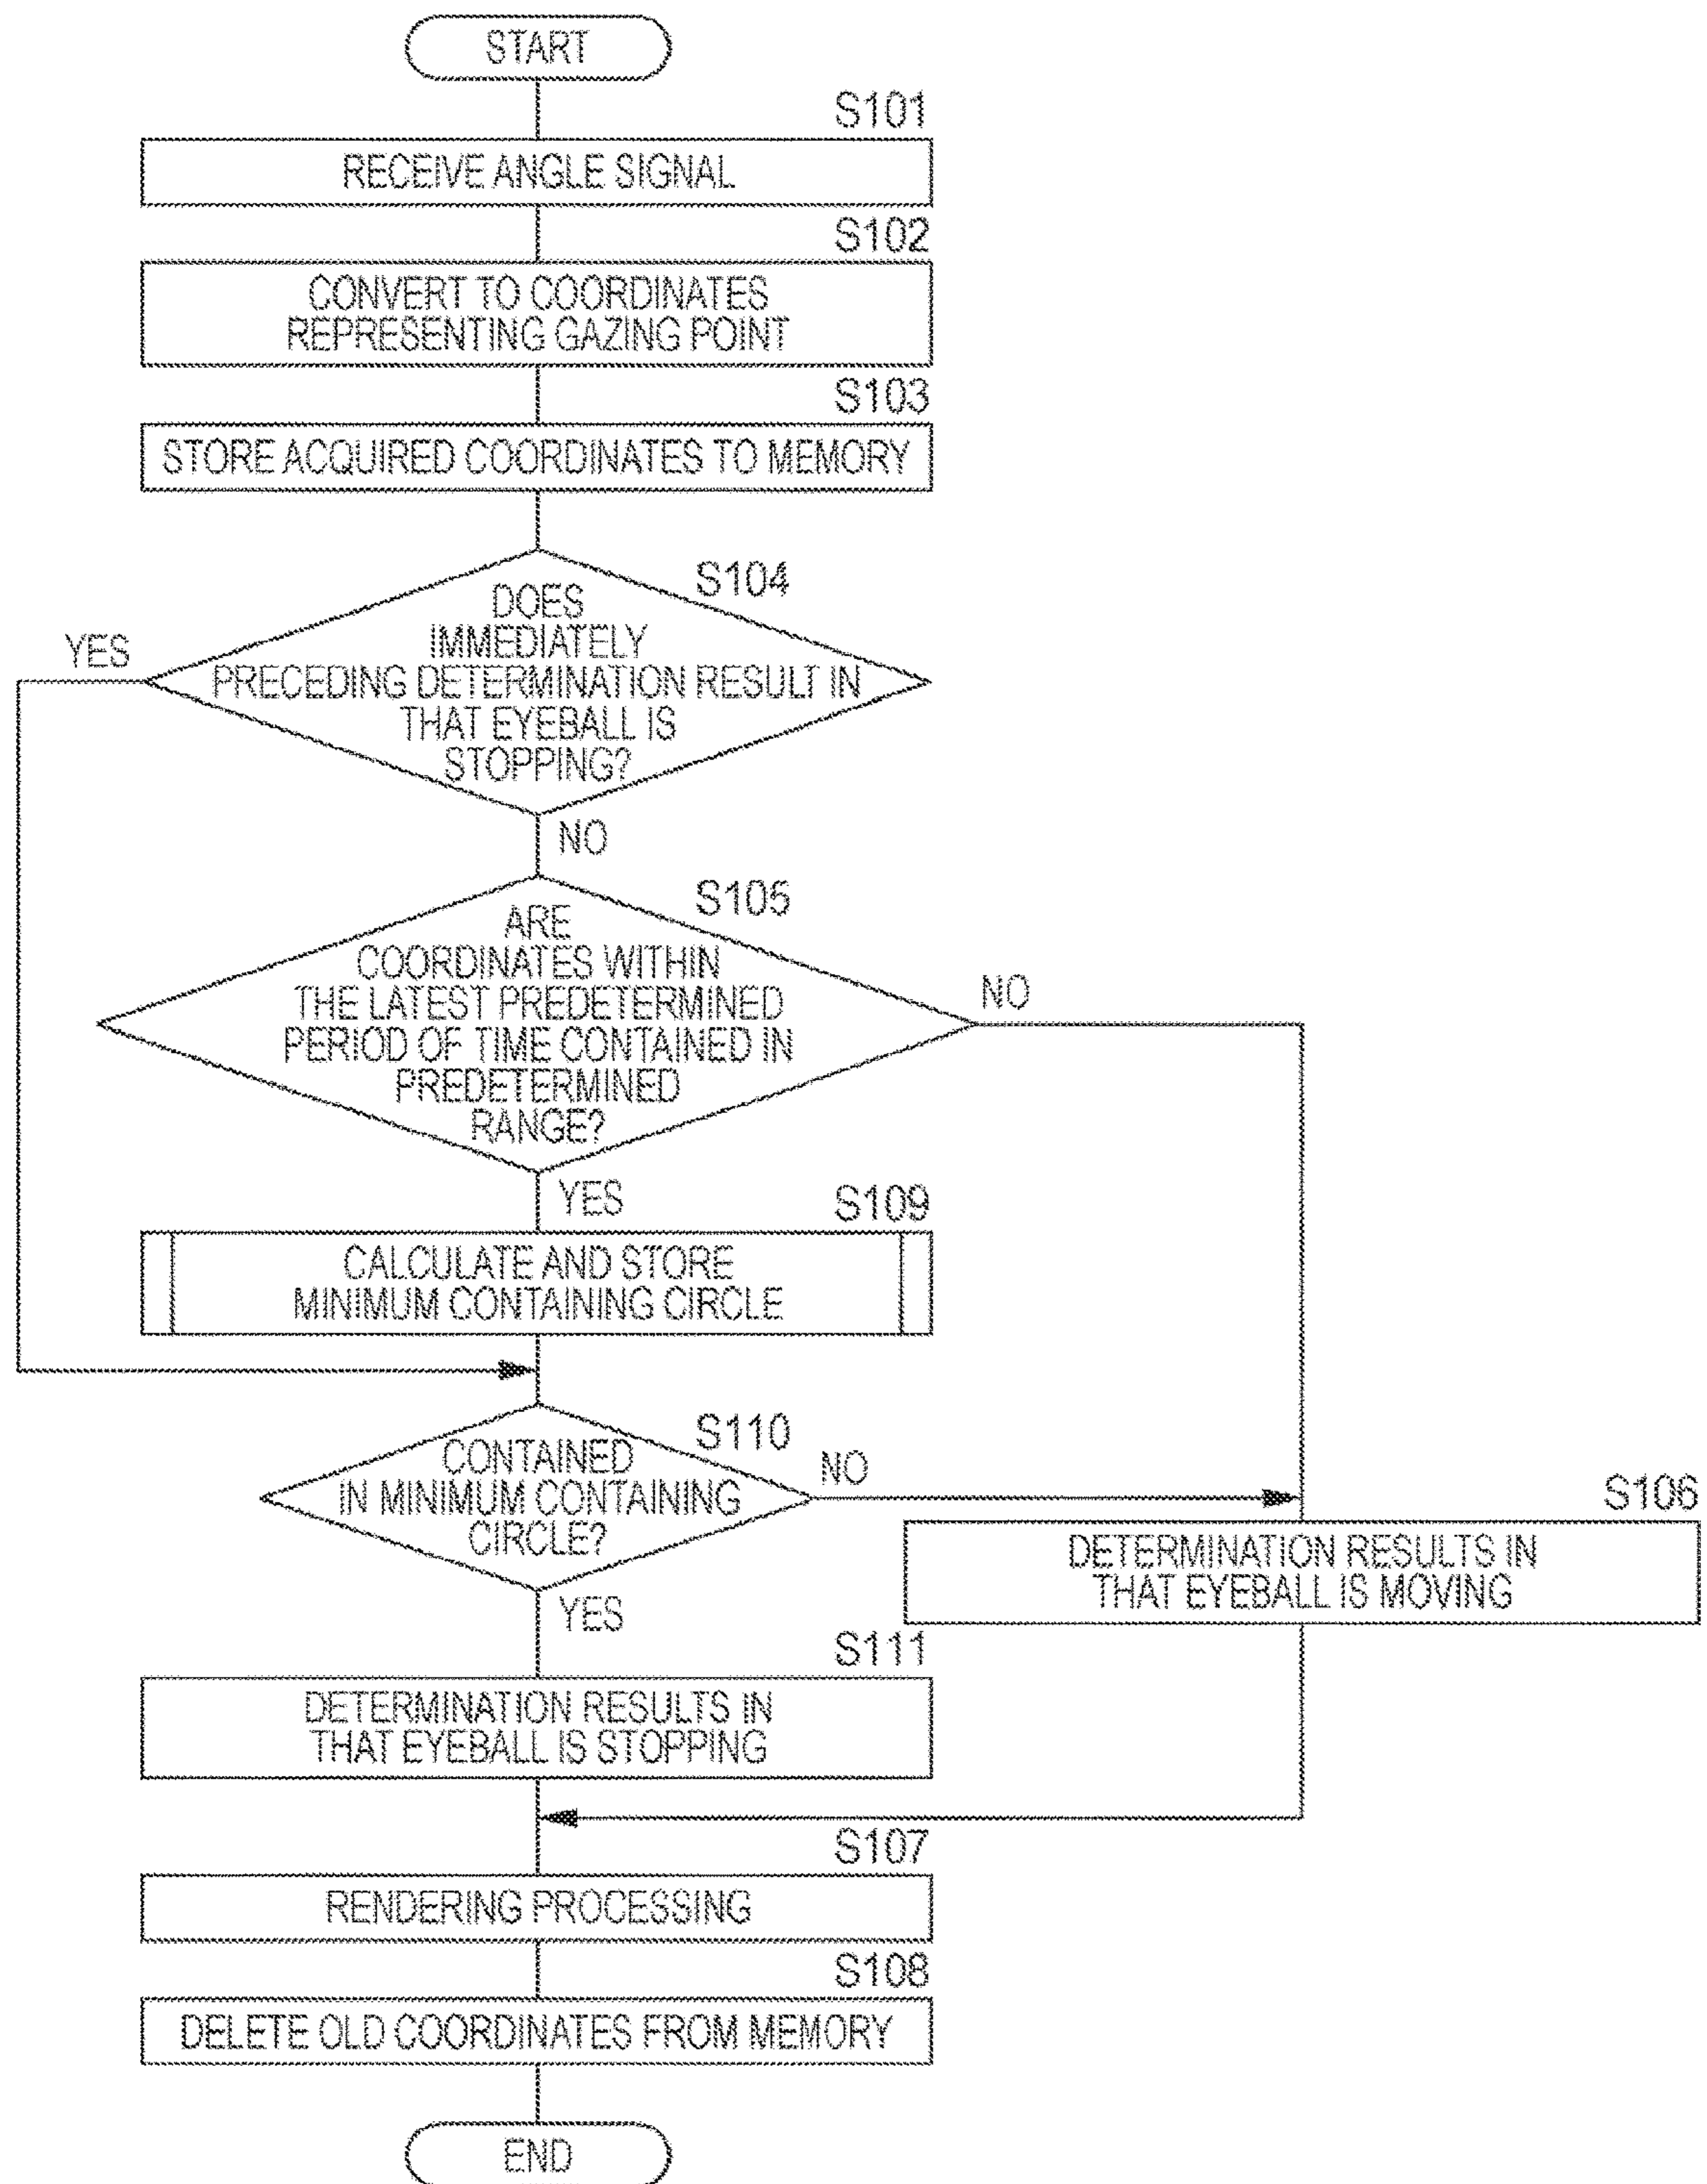 START
S101
RECEIVE ANGLE SIGNAL
S102
CONVERT TO COORDINATES
REPRESENTING GAZING POINT
S103
STORE ACQUIRED COORDINATES TO MEMORY
S104
DOES
IMMEDIATELY
PRECEDING DETERMINATION RESULT IN
THAT EYEBALL IS
STOPPING?
YES
NO
S105
ARE
COORDINATES WITHIN
THE LATEST PREDETERMINED
PERIOD OF TIME CONTAINED IN
PREDETERMINED
RANGE?
NO
YES
S109
CALCULATE AND STORE
MINIMUM CONTAINING CIRCLE
S110
CONTAINED
IN MINIMUM CONTAINING
CIRCLE?
NO
YES
S106
DETERMINATION RESULTS IN
THAT EYEBALL IS MOVING
S111
DETERMINATION RESULTS IN
THAT EYEBALL IS STOPPING
S107
RENDERING PROCESSING
S108
DELETE OLD COORDINATES FROM MEMORY
END